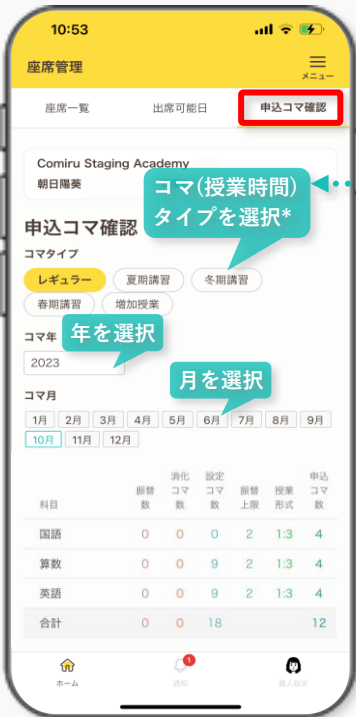 10:53
座席管理
メニュー
座席一覧 出席可能日 申込コマ確認
Comiru Staging Academy
朝日陽葵
コマ(授業時間)
タイプを選択*
申込コマ確認
コマタイプ
レギュラー 夏期講習 冬期講習
春期講習 増加授業
コマ年
年を選択
2023
月を選択
コマ月
1月 2月 3月 4月 5月 6月 7月 8月 9月
10月 11月 12月
科目 振替数 消化コマ数 設定コマ数 振替上限 授業形式 申込コマ数
国語 0 0 0 2 1:3 4
算数 0 0 9 2 1:3 4
英語 0 0 9 2 1:3 4
合計 0 0 18 12
1
ホーム 通知 個人設定